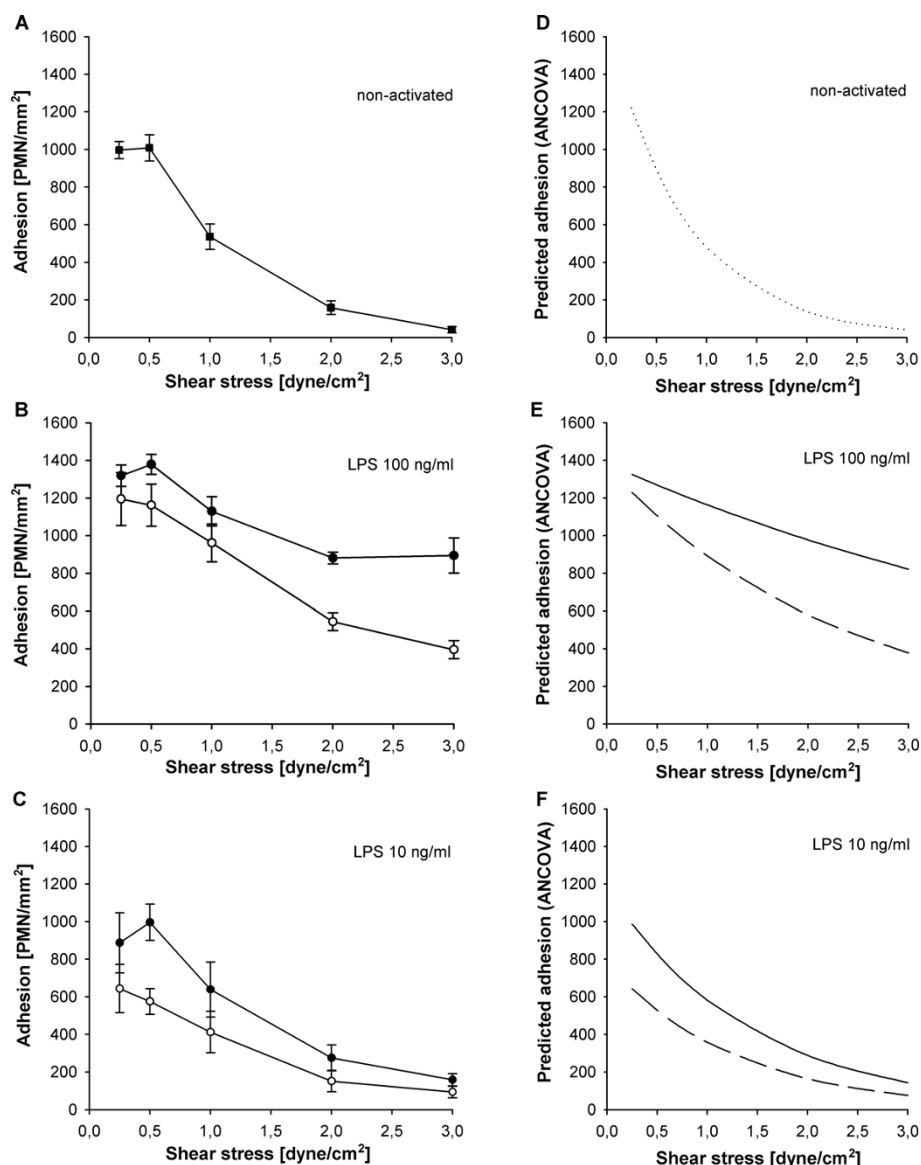 A
Adhesion [PMN/mm²]
1600
1400
1200
1000
800
600
400
200
0
non-activated
0,0 0,5 1,0 1,5 2,0 2,5 3,0
Shear stress [dyne/cm²]
D
Predicted adhesion (ANCOVA)
1600
1400
1200
1000
800
600
400
200
0
non-activated
0,0 0,5 1,0 1,5 2,0 2,5 3,0
Shear stress [dyne/cm²]
B
Adhesion [PMN/mm²]
1600
1400
1200
1000
800
600
400
200
0
LPS 100 ng/ml
0,0 0,5 1,0 1,5 2,0 2,5 3,0
Shear stress [dyne/cm²]
E
Predicted adhesion (ANCOVA)
1600
1400
1200
1000
800
600
400
200
0
LPS 100 ng/ml
0,0 0,5 1,0 1,5 2,0 2,5 3,0
Shear stress [dyne/cm²]
C
Adhesion [PMN/mm²]
1600
1400
1200
1000
800
600
400
200
0
LPS 10 ng/ml
0,0 0,5 1,0 1,5 2,0 2,5 3,0
Shear stress [dyne/cm²]
F
Predicted adhesion (ANCOVA)
1600
1400
1200
1000
800
600
400
200
0
LPS 10 ng/ml
0,0 0,5 1,0 1,5 2,0 2,5 3,0
Shear stress [dyne/cm²]